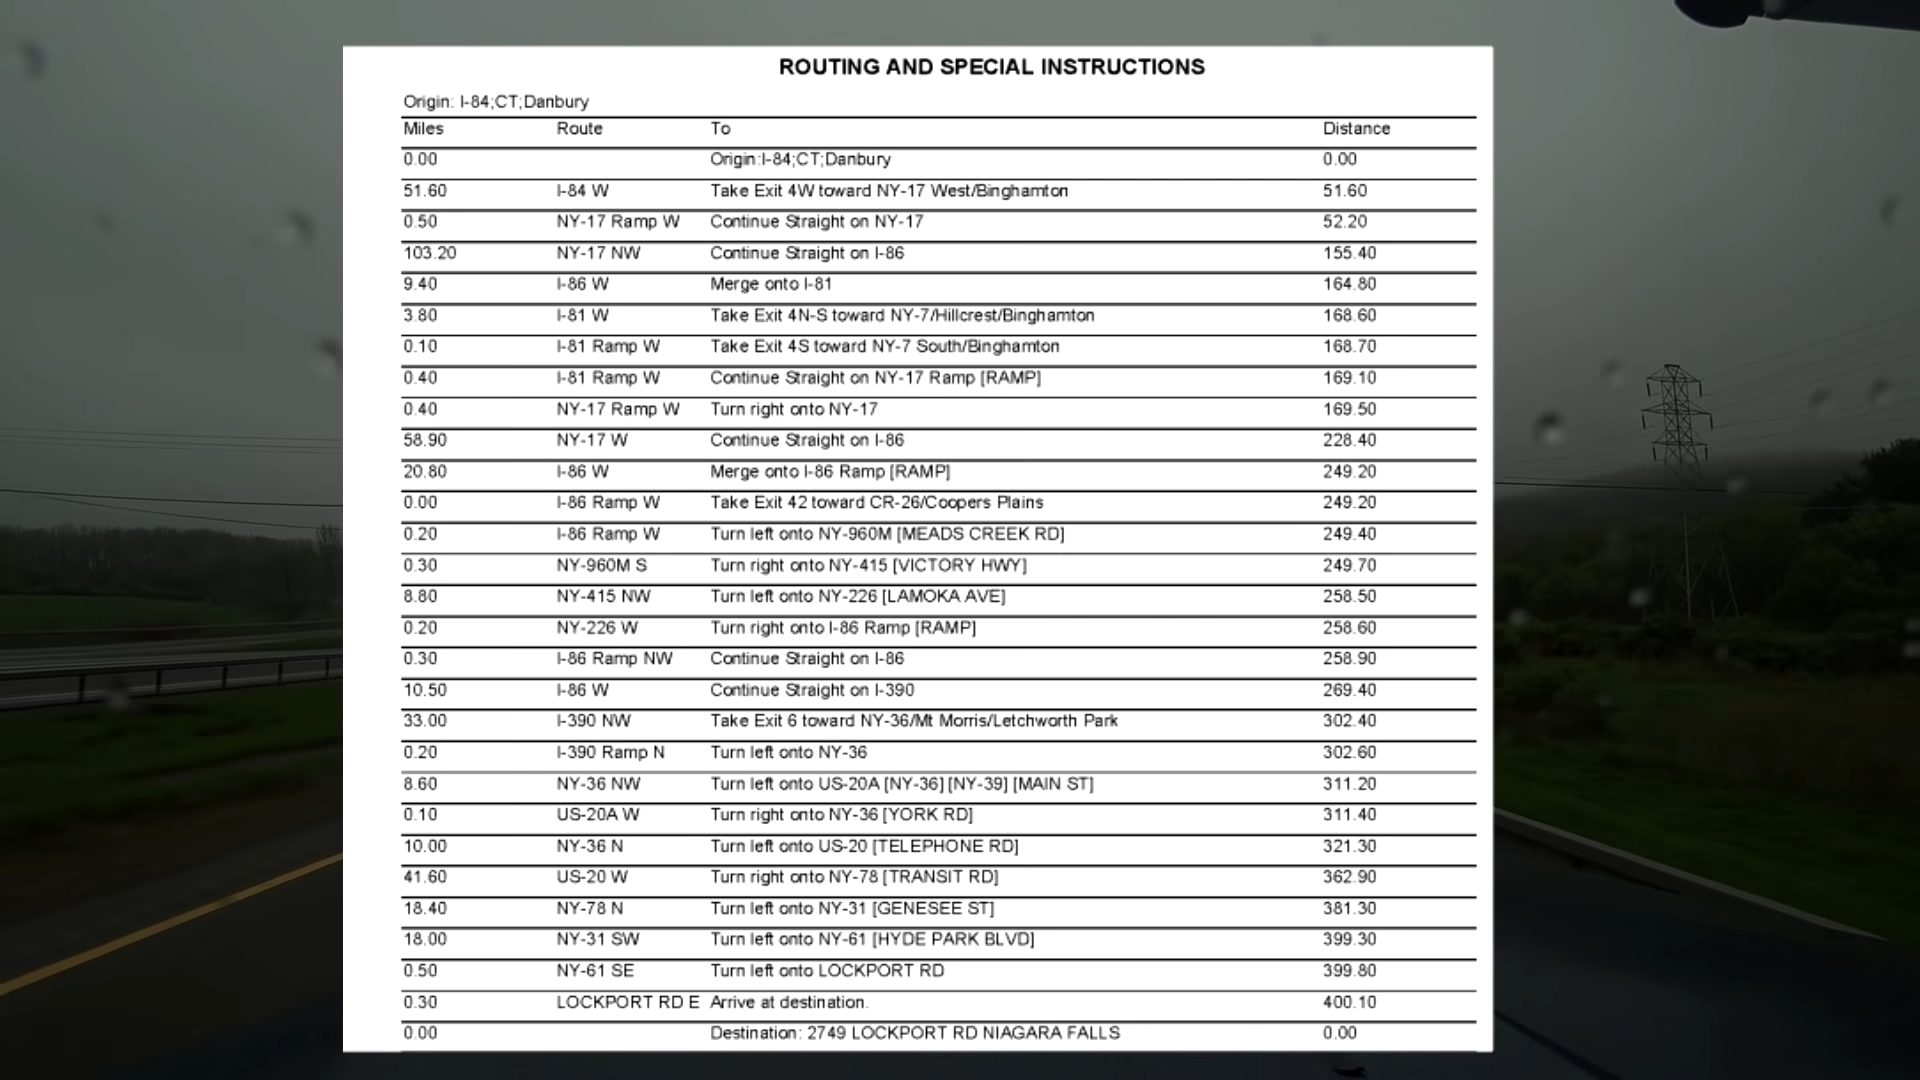 ROUTING AND SPECIAL INSTRUCTIONS
Origin: I-84;CT;Danbury
Miles Route To Distance
0.00 Origin:I-84;CT;Danbury 0.00
51.60 I-84 W Take Exit 4W toward NY-17 West/Binghamton 51.60
0.50 NY-17 Ramp W Continue Straight on NY-17 52.20
103.20 NY-17 NW Continue Straight on I-86 155.40
9.40 I-86 W Merge onto I-81 164.80
3.80 I-81 W Take Exit 4N-S toward NY-7/Hillcrest/Binghamton 168.60
0.10 I-81 Ramp W Take Exit 4S toward NY-7 South/Binghamton 168.70
0.40 I-81 Ramp W Continue Straight on NY-17 Ramp [RAMP] 169.10
0.40 NY-17 Ramp W Turn right onto NY-17 169.50
58.90 NY-17 W Continue Straight on I-86 228.40
20.80 I-86 W Merge onto I-86 Ramp [RAMP] 249.20
0.00 I-86 Ramp W Take Exit 42 toward CR-26/Coopers Plains 249.20
0.20 I-86 Ramp W Turn left onto NY-960M [MEADS CREEK RD] 249.40
0.30 NY-960M S Turn right onto NY-415 [VICTORY HWY] 249.70
8.80 NY-415 NW Turn left onto NY-226 [LAMOKA AVE] 258.50
0.20 NY-226 W Turn right onto I-86 Ramp [RAMP] 258.60
0.30 I-86 Ramp NW Continue Straight on I-86 258.90
10.50 I-86 W Continue Straight on I-390 269.40
33.00 I-390 NW Take Exit 6 toward NY-36/Mt Morris/Letchworth Park 302.40
0.20 I-390 Ramp N Turn left onto NY-36 302.60
8.60 NY-36 NW Turn left onto US-20A [NY-36] [NY-39] [MAIN ST] 311.20
0.10 US-20A W Turn right onto NY-36 [YORK RD] 311.40
10.00 NY-36 N Turn left onto US-20 [TELEPHONE RD] 321.30
41.60 US-20 W Turn right onto NY-78 [TRANSIT RD] 362.90
18.40 NY-78 N Turn left onto NY-31 [GENESEE ST] 381.30
18.00 NY-31 SW Turn left onto NY-61 [HYDE PARK BLVD] 399.30
0.50 NY-61 SE Turn left onto LOCKPORT RD 399.80
0.30 LOCKPORT RD E Arrive at destination. 400.10
0.00 Destination: 2749 LOCKPORT RD NIAGARA FALLS 0.00